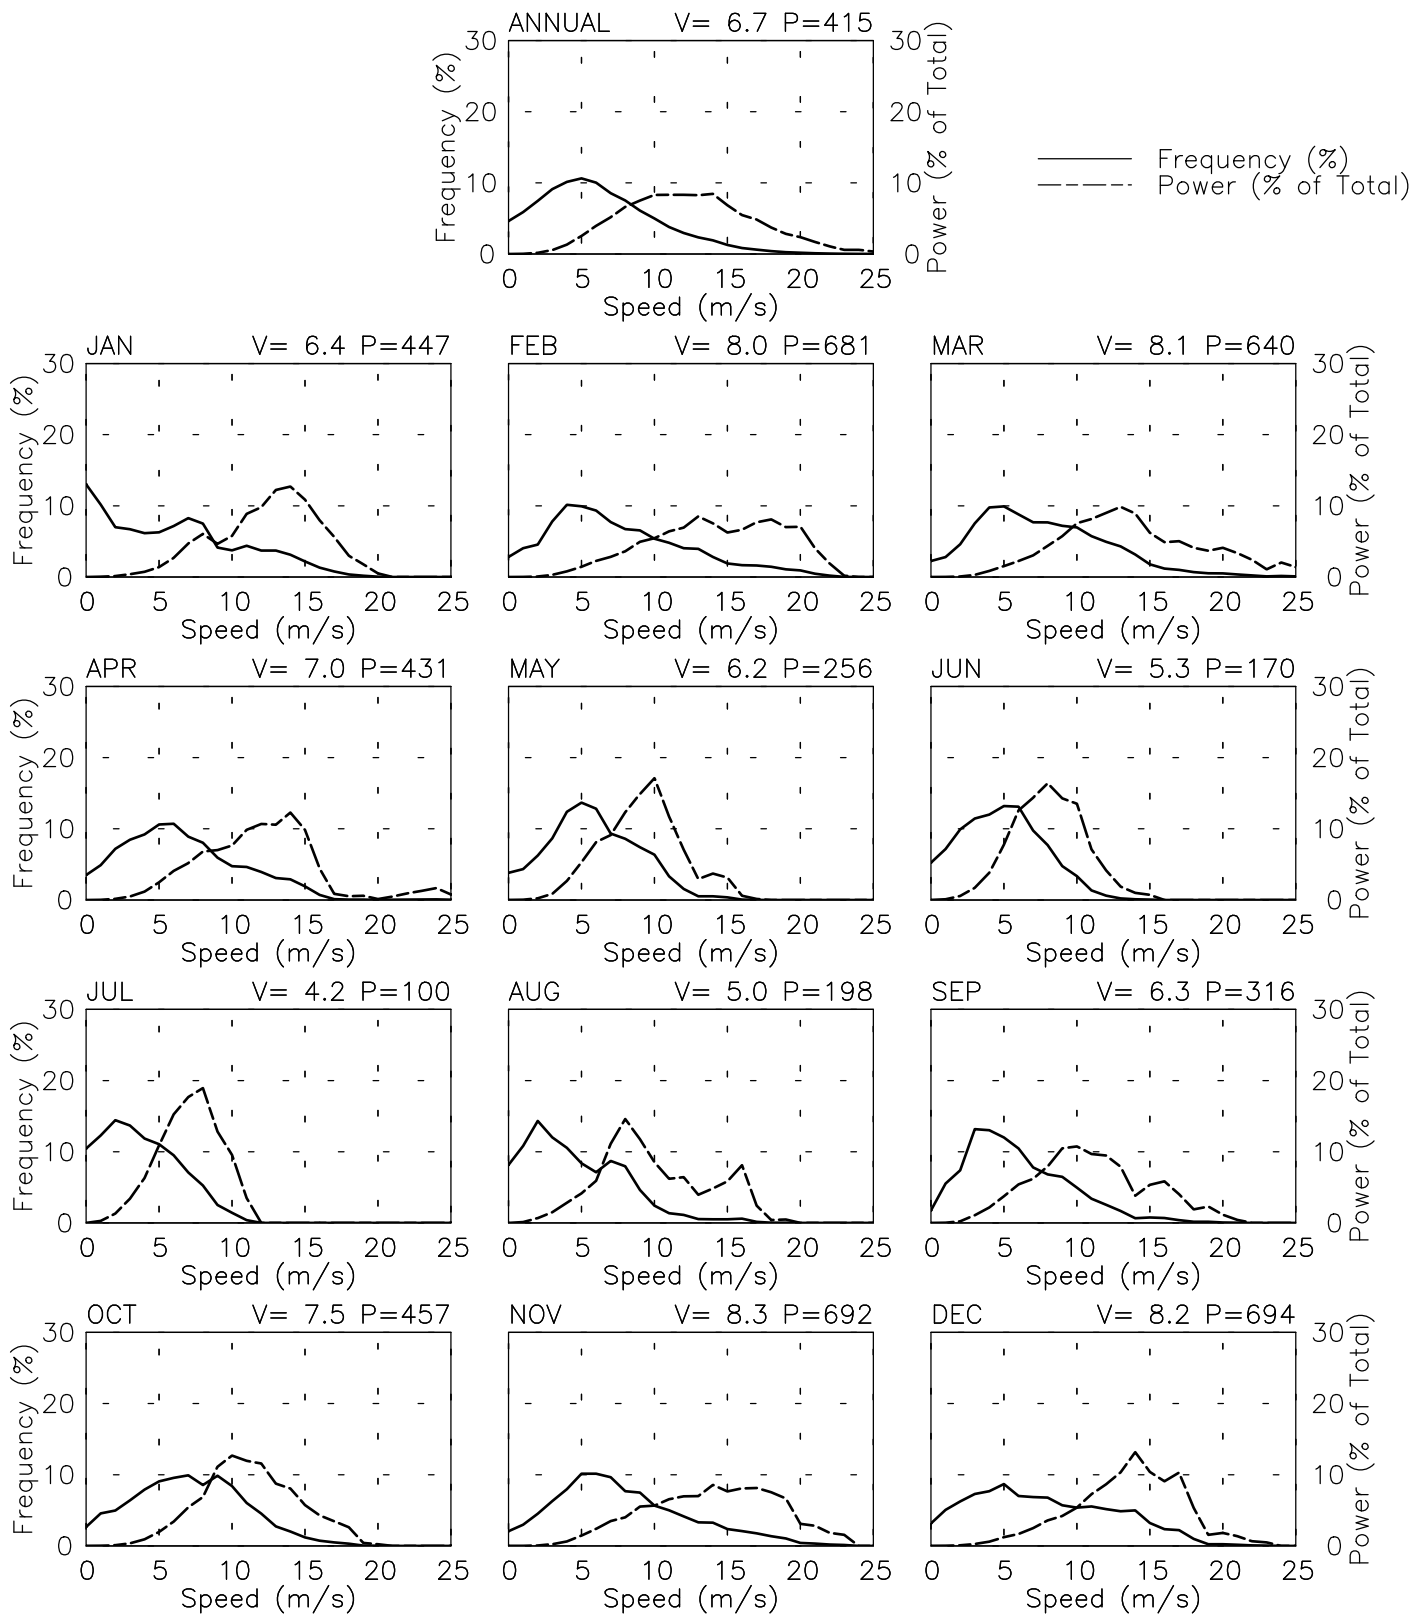 ANNUAL V= 6.7 P=415
30 30
20 20
10 10
0 0
Frequency (%)
Power (% of Total)
0 5 10 15 20 25
Speed (m/s)
Frequency (%)
Power (% of Total)
JAN V= 6.4 P=447
FEB V= 8.0 P=681
MAR V= 8.1 P=640
30 30
20 20
10 10
0 0
Frequency (%)
Power (% of Total)
0 5 10 15 20 25 0 5 10 15 20 25 0 5 10 15 20 25
Speed (m/s) Speed (m/s) Speed (m/s)
APR V= 7.0 P=431
MAY V= 6.2 P=256
JUN V= 5.3 P=170
30 30
20 20
10 10
0 0
Frequency (%)
Power (% of Total)
0 5 10 15 20 25 0 5 10 15 20 25 0 5 10 15 20 25
Speed (m/s) Speed (m/s) Speed (m/s)
JUL V= 4.2 P=100
AUG V= 5.0 P=198
SEP V= 6.3 P=316
30 30
20 20
10 10
0 0
Frequency (%)
Power (% of Total)
0 5 10 15 20 25 0 5 10 15 20 25 0 5 10 15 20 25
Speed (m/s) Speed (m/s) Speed (m/s)
OCT V= 7.5 P=457
NOV V= 8.3 P=692
DEC V= 8.2 P=694
30 30
20 20
10 10
0 0
Frequency (%)
Power (% of Total)
0 5 10 15 20 25 0 5 10 15 20 25 0 5 10 15 20 25
Speed (m/s) Speed (m/s) Speed (m/s)